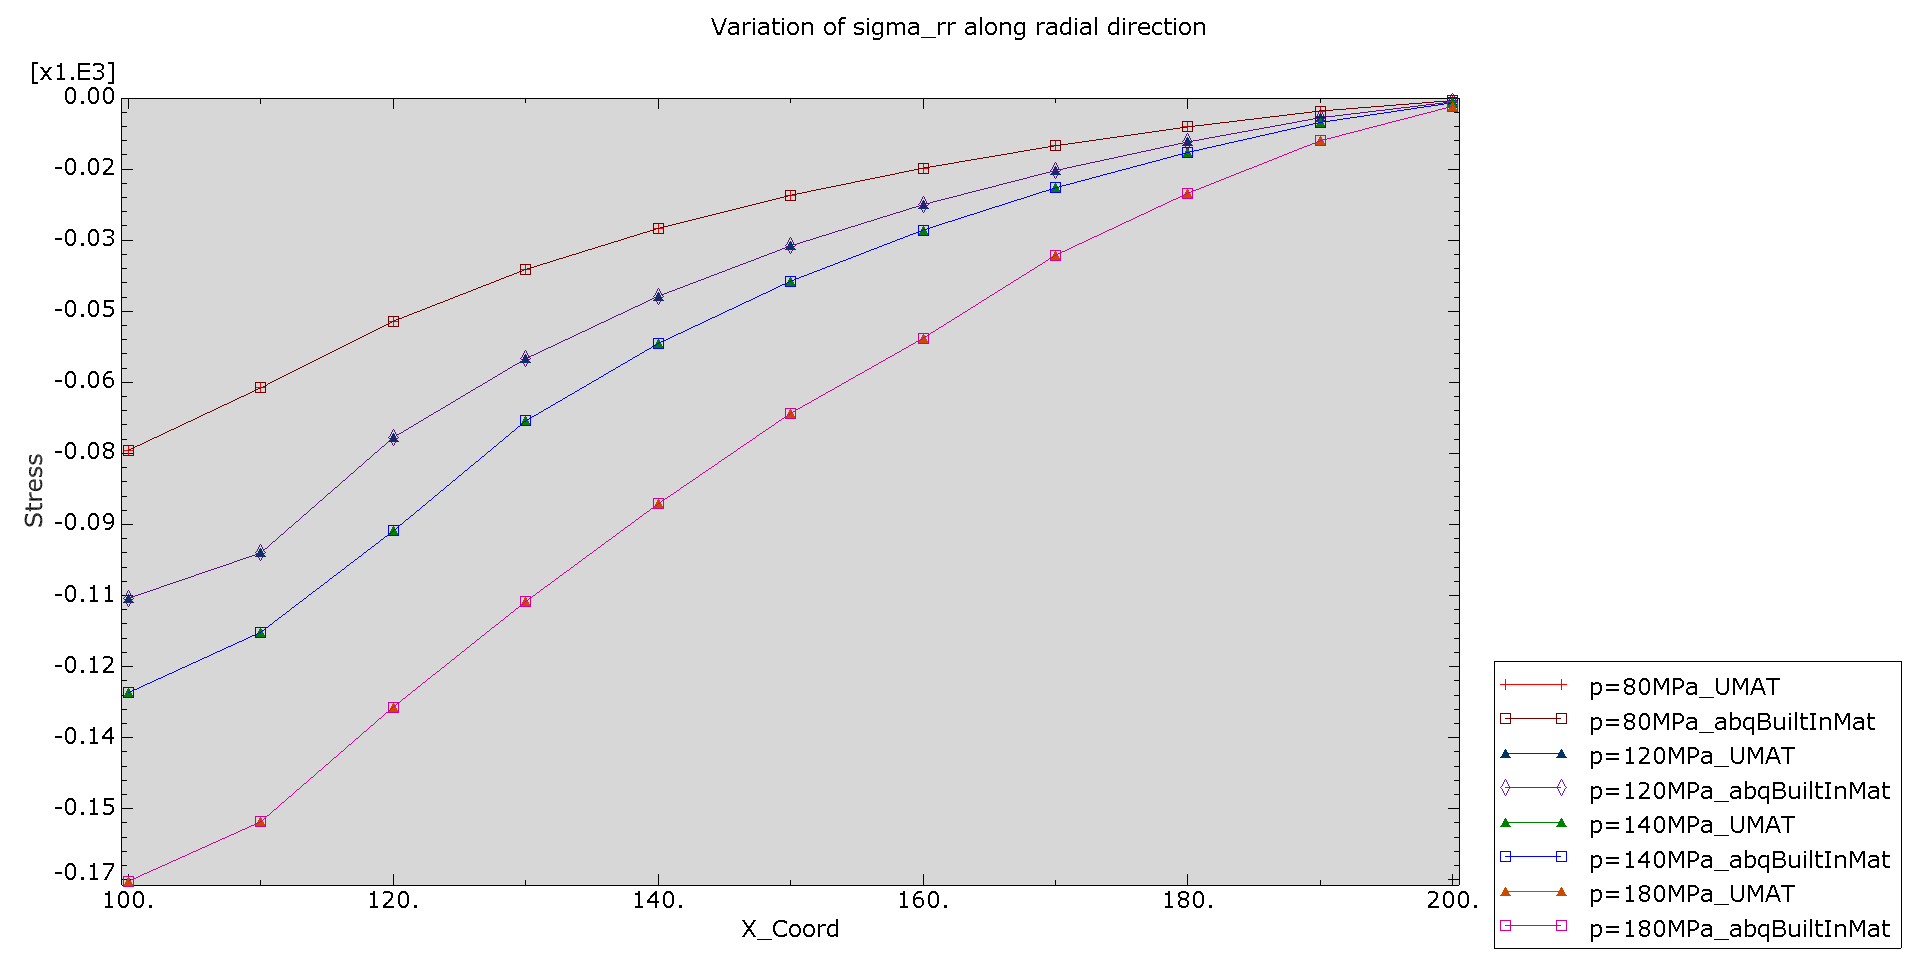 Variation of sigma_rr along radial direction
[x1.E3]
0.00
-0.02
-0.03
-0.05
-0.06
-0.08
-0.09
-0.11
-0.12
-0.14
-0.15
-0.17
Stress
100. 120. 140. 160. 180. 200.
X_Coord
p=80MPa_UMAT
p=80MPa_abqBuiltInMat
p=120MPa_UMAT
p=120MPa_abqBuiltInMat
p=140MPa_UMAT
p=140MPa_abqBuiltInMat
p=180MPa_UMAT
p=180MPa_abqBuiltInMat